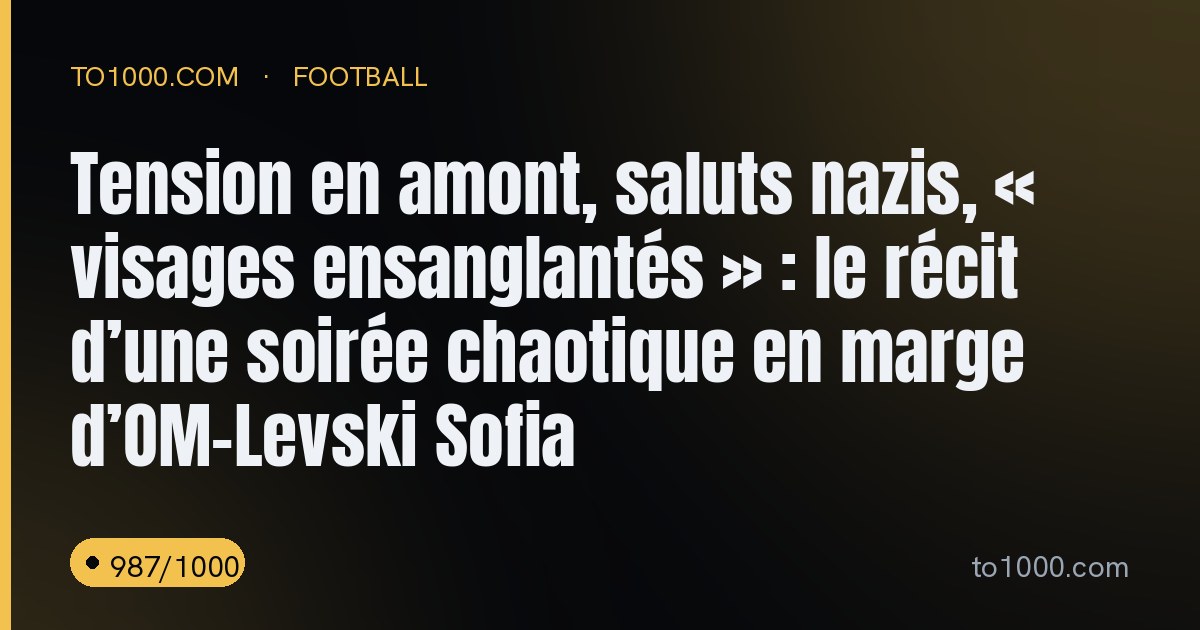 TO1000.COM · FOOTBALL
Tension en amont, saluts nazis, «
visages ensanglantés » : le récit
d’une soirée chaotique en marge
d’OM-Levski Sofia
987/1000
to1000.com